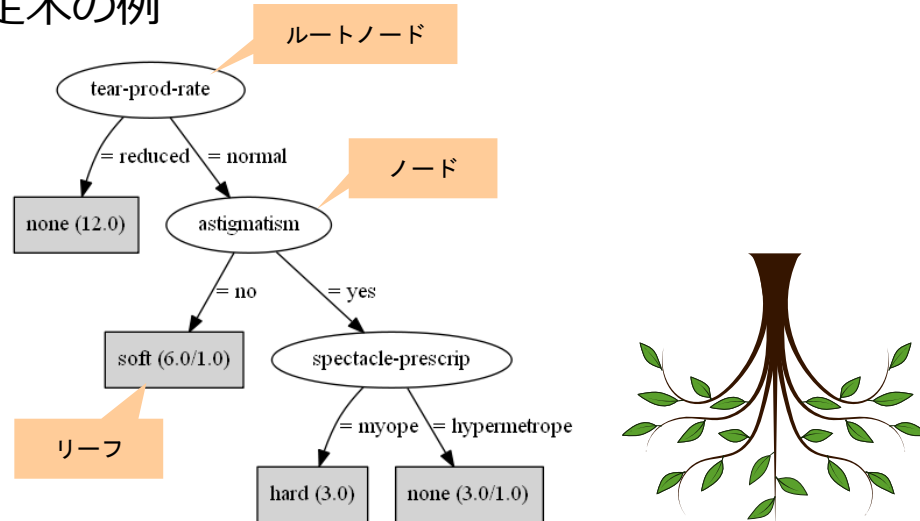 定木の例
ルートノード
tear-prod-rate
= reduced
= normal
ノード
none (12.0)
astigmatism
= no
= yes
soft (6.0/1.0)
spectacle-prescrip
リーフ
= myope
= hypermetrope
hard (3.0)
none (3.0/1.0)